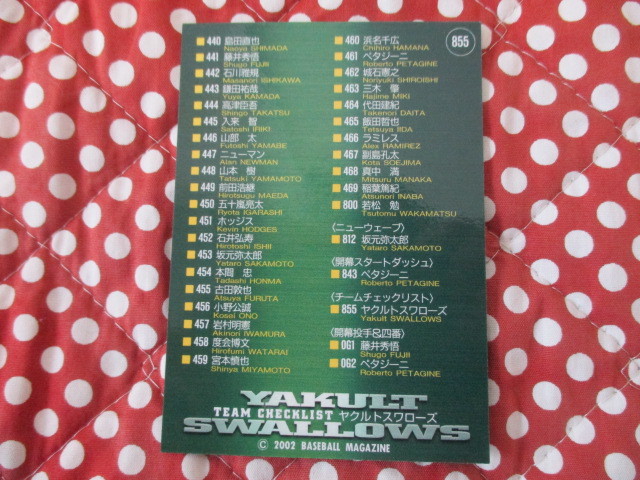 855
440 島田直也
Naoya SHIMADA
441 藤井秀悟
Shugo FUJII
442 石川雅規
Masanori ISHIKAWA
443 鎌田祐哉
Yuya KAMADA
444 高津臣吾
Shingo TAKATSU
445 入来 智
Satoshi IRIKI
446 山部 太
Futoshi YAMABE
447 ニューマン
Alan NEWMAN
448 山本 樹
Tatsuki YAMAMOTO
449 前田浩継
Hirotsugu MAEDA
450 五十嵐亮太
Ryota IGARASHI
451 ホッジス
Kevin HODGES
452 石井弘寿
Hirotoshi ISHII
453 坂元弥太郎
Yataro SAKAMOTO
454 本間 忠
Tadashi HONMA
455 古田敦也
Atsuya FURUTA
456 小野公誠
Kosei ONO
457 岩村明憲
Akinori IWAMURA
458 度会博文
Hirofumi WATARAI
459 宮本慎也
Shinya MIYAMOTO
460 浜名千広
Chihiro HAMANA
461 ペタジーニ
Roberto PETAGINE
462 城石憲之
Noriyuki SHIROISHI
463 三木 肇
Hajime MIKI
464 代田建紀
Takenori DAITA
465 飯田哲也
Tetsuya IIDA
466 ラミレス
Alex RAMIREZ
467 副島孔太
Kota SOEJIMA
468 真中 満
Mitsuru MANAKA
469 稲葉篤紀
Atsunori INABA
800 若松 勉
Tsutomu WAKAMATSU
〈ニューウェーブ〉
812 坂元弥太郎
Yataro SAKAMOTO
〈開幕スタートダッシュ〉
843 ペタジーニ
Roberto PETAGINE
〈チームチェックリスト〉
855 ヤクルトスワローズ
Yakult SWALLOWS
〈開幕投手&四番〉
061 藤井秀悟
Shugo FUJII
062 ペタジーニ
Roberto PETAGINE
YAKULT
TEAM CHECKLIST ヤクルトスワローズ
SWALLOWS
© 2002 BASEBALL MAGAZINE